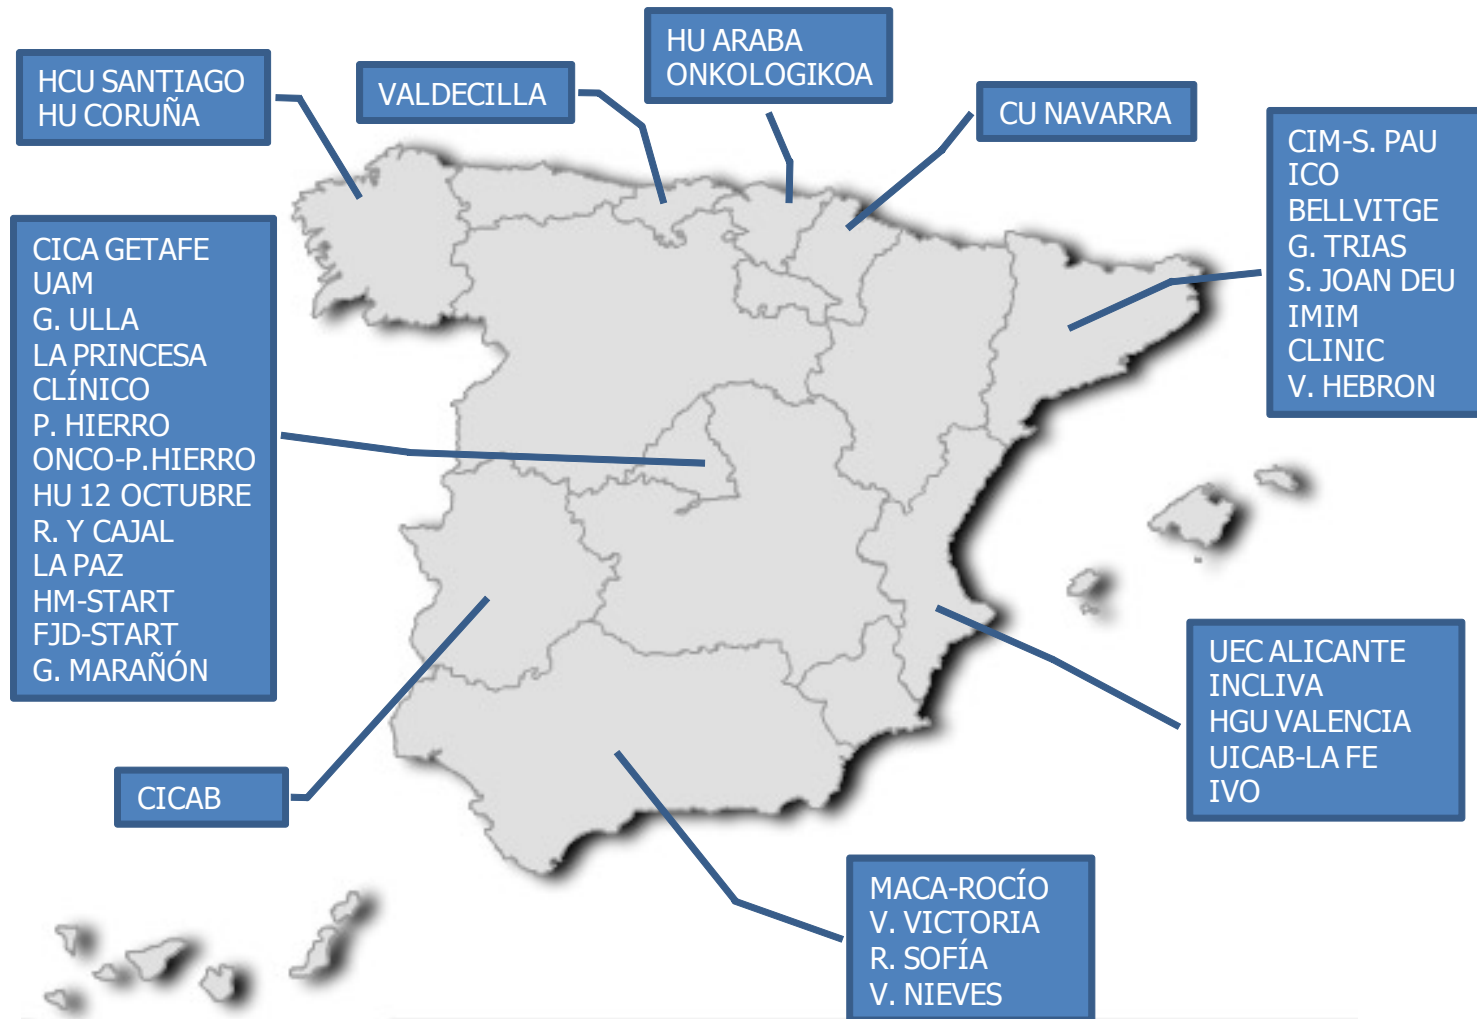 HU ARABA
ONKOLOGIKOA
HCU SANTIAGO
HU CORUÑA
VALDECILLA
CU NAVARRA
CIM-S. PAU
ICO
BELLVITGE
G. TRIAS
S. JOAN DEU
IMIM
CLINIC
V. HEBRON
CICA GETAFE
UAM
G. ULLA
LA PRINCESA
CLÍNICO
P. HIERRO
ONCO-P.HIERRO
HU 12 OCTUBRE
R. Y CAJAL
LA PAZ
HM-START
FJD-START
G. MARAÑÓN
UEC ALICANTE
INCLIVA
HGU VALENCIA
UICAB-LA FE
IVO
CICAB
MACA-ROCÍO
V. VICTORIA
R. SOFÍA
V. NIEVES